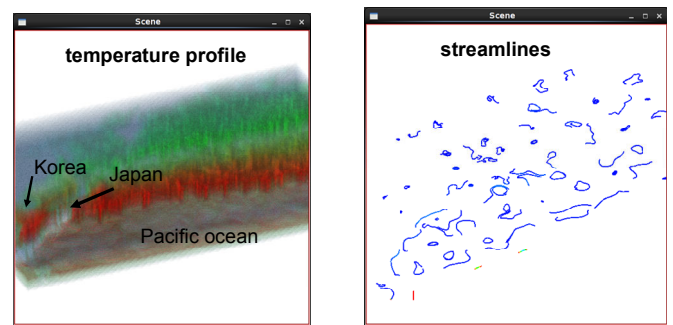 Scene
temperature profile
Korea
Japan
Pacific ocean
Scene
streamlines